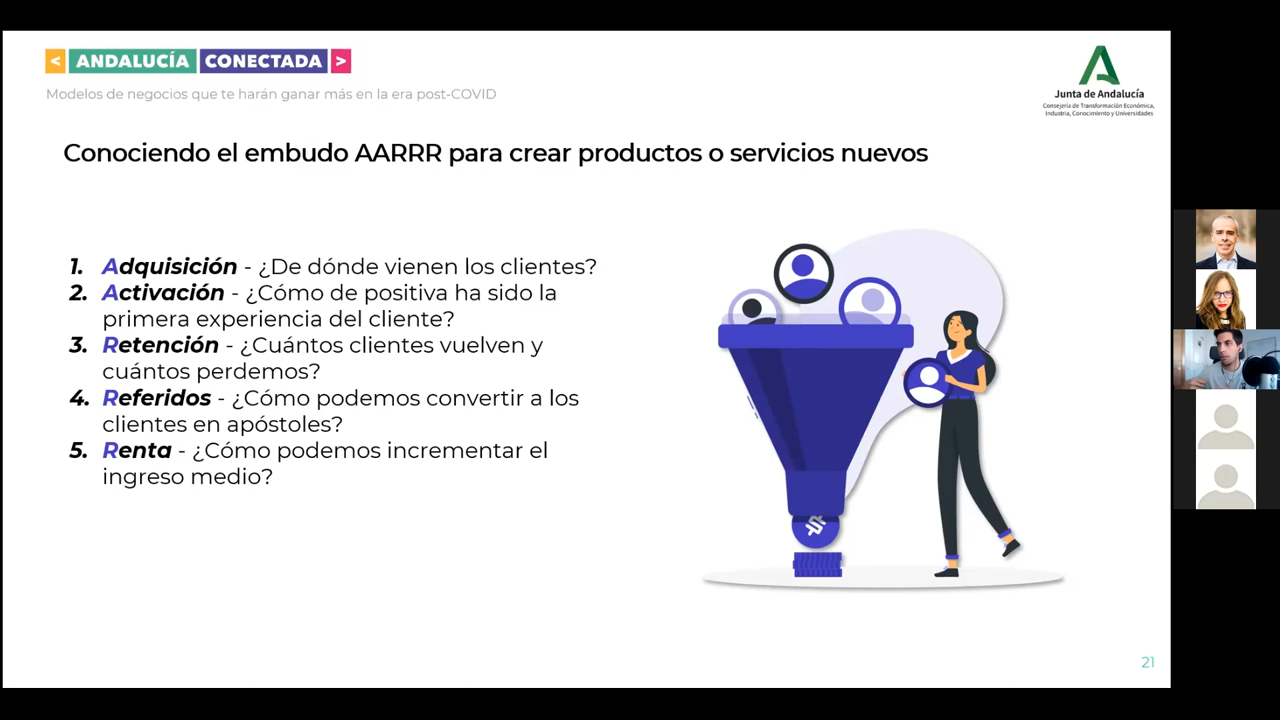 < ANDALUCÍA CONECTADA >
Modelos de negocios que te harán ganar más en la era post-COVID
Junta de Andalucía
Consejería de Transformación Económica,
Industria, Conocimiento y Universidades
Conociendo el embudo AARRR para crear productos o servicios nuevos
1. Adquisición - ¿De dónde vienen los clientes?
2. Activación - ¿Cómo de positiva ha sido la
primera experiencia del cliente?
3. Retención - ¿Cuántos clientes vuelven y
cuántos perdemos?
4. Referidos - ¿Cómo podemos convertir a los
clientes en apóstoles?
5. Renta - ¿Cómo podemos incrementar el
ingreso medio?
21